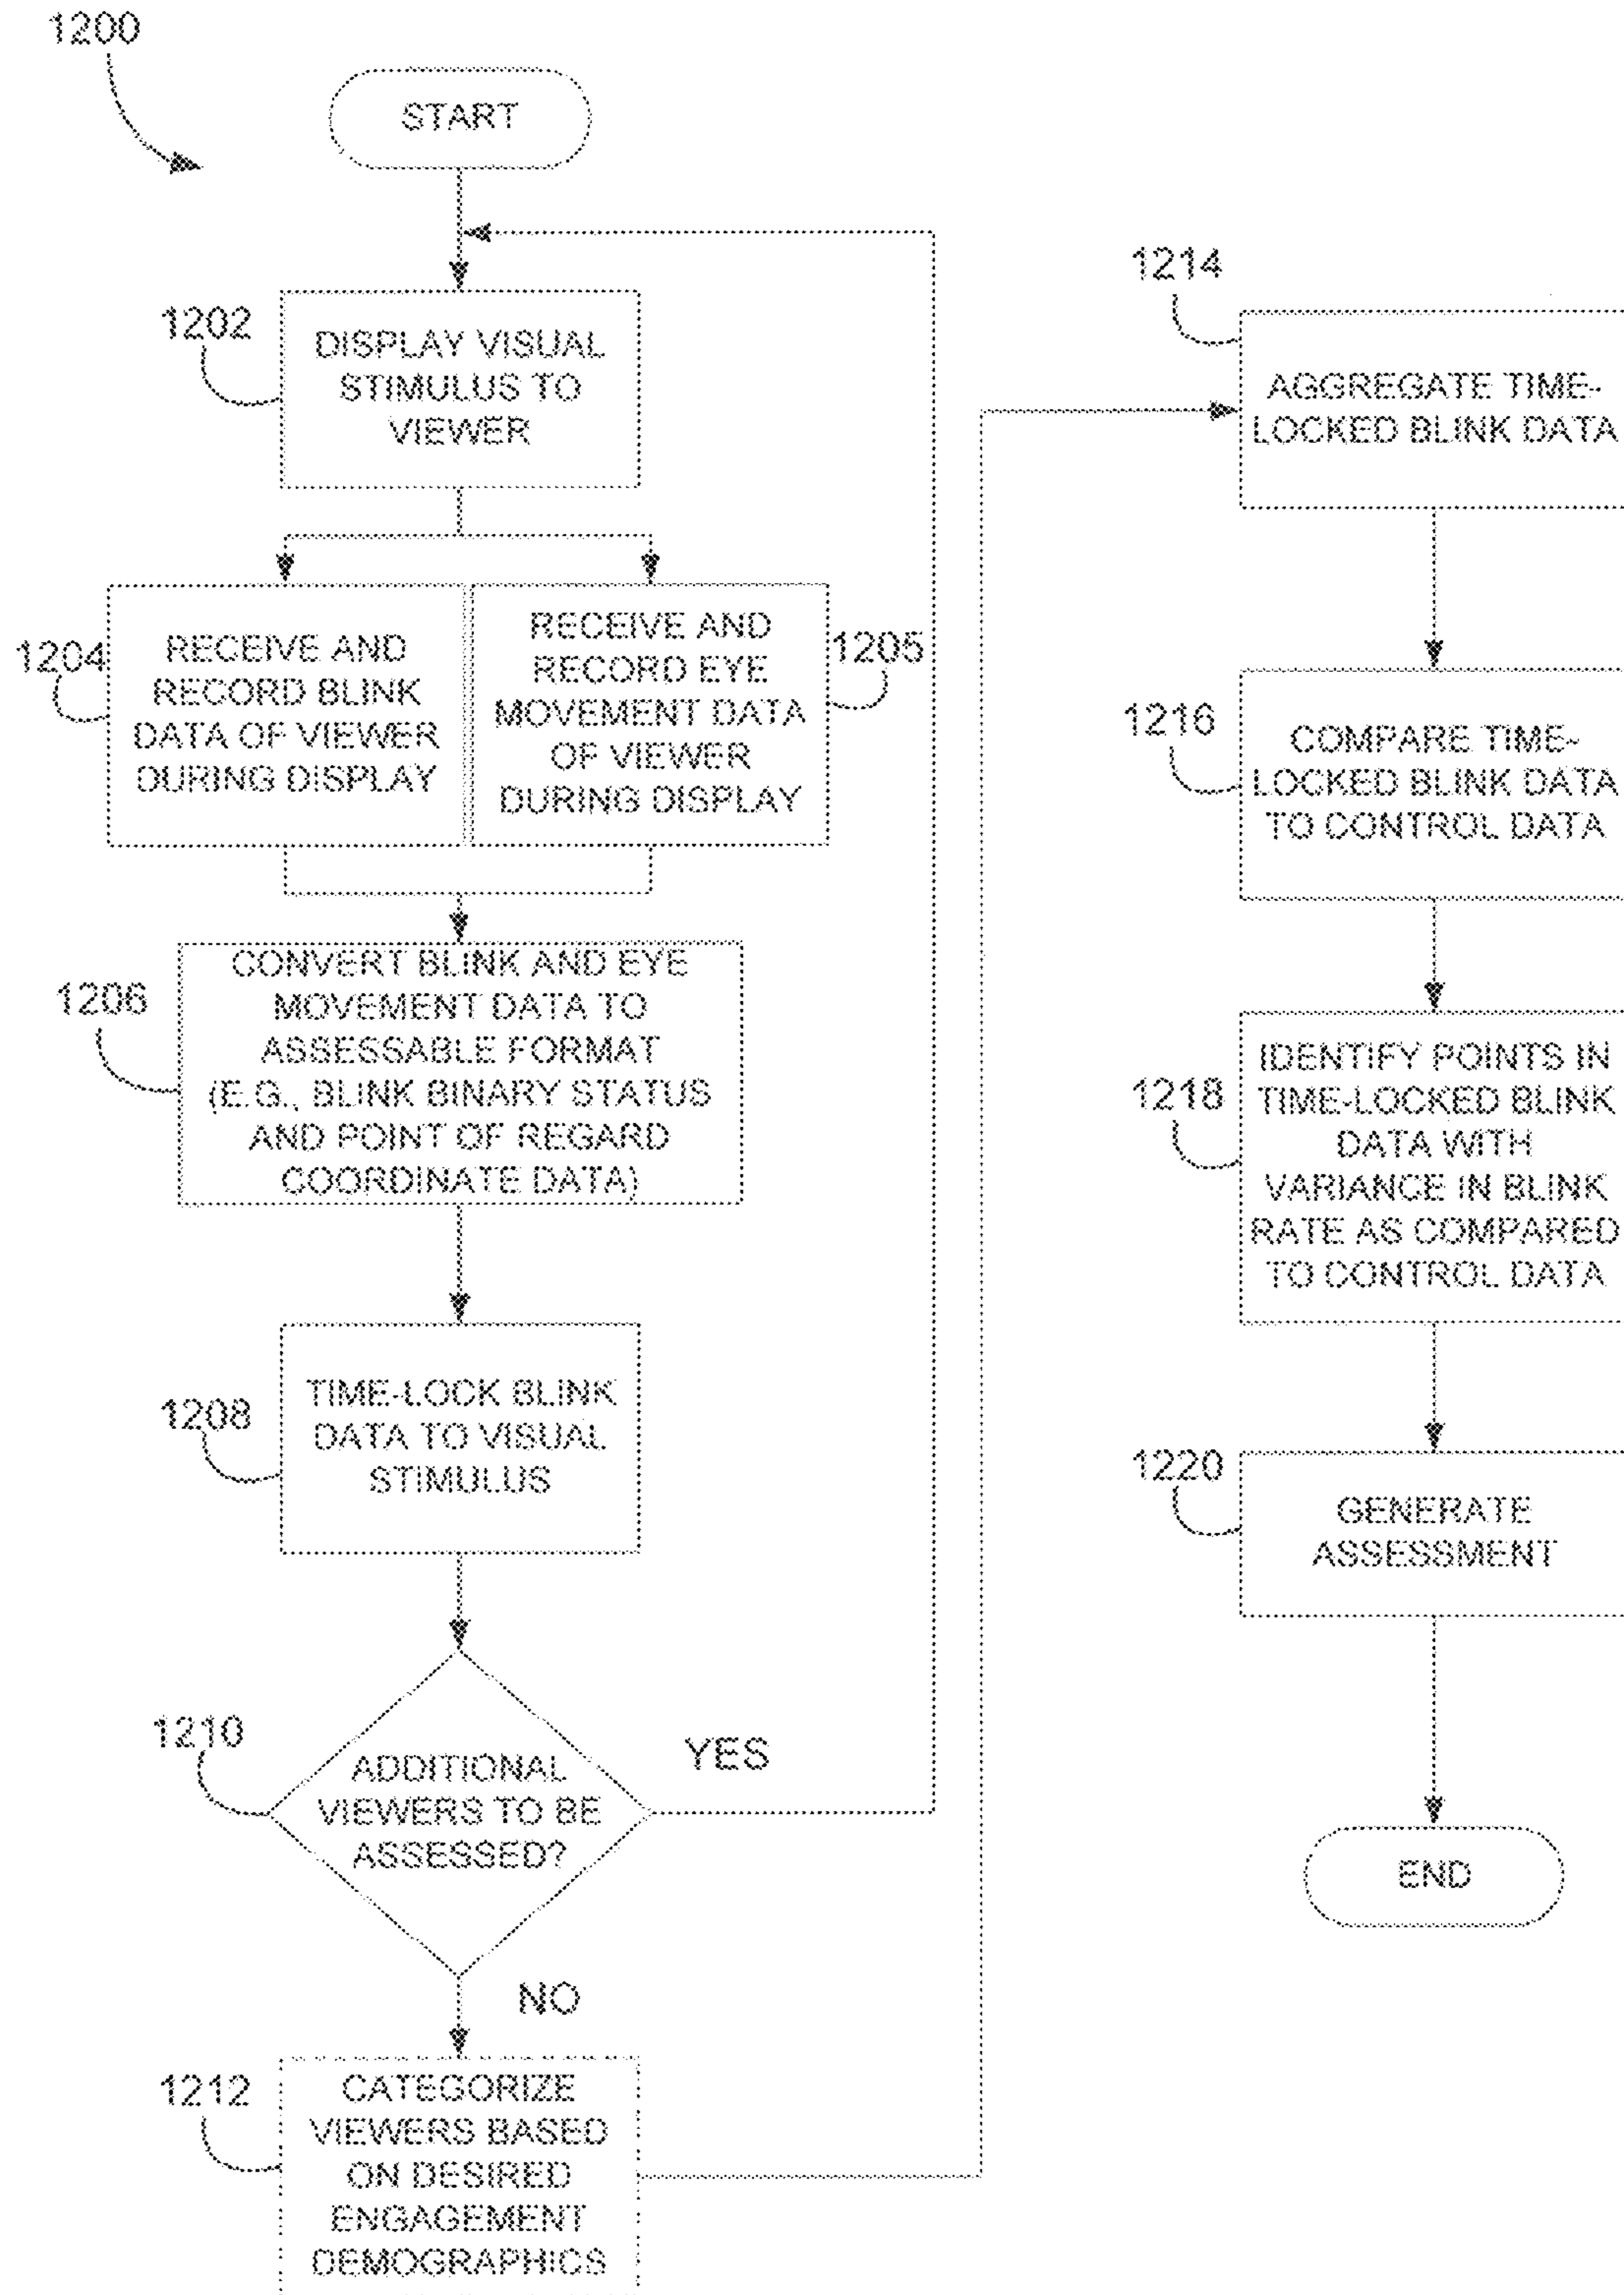 1200
START
1202
DISPLAY VISUAL
STIMULUS TO
VIEWER
1204
RECEIVE AND
RECORD BLINK
DATA OF VIEWER
DURING DISPLAY
RECEIVE AND
RECORD EYE
MOVEMENT DATA
OF VIEWER
DURING DISPLAY
1205
1206
CONVERT BLINK AND EYE
MOVEMENT DATA TO
ASSESSABLE FORMAT
(E.G., BLINK BINARY STATUS
AND POINT OF REGARD
COORDINATE DATA)
1208
TIME-LOCK BLINK
DATA TO VISUAL
STIMULUS
1210
ADDITIONAL
VIEWERS TO BE
ASSESSED?
YES
NO
1212
CATEGORIZE
VIEWERS BASED
ON DESIRED
ENGAGEMENT
DEMOGRAPHICS
1214
AGGREGATE TIME-
LOCKED BLINK DATA
1216
COMPARE TIME-
LOCKED BLINK DATA
TO CONTROL DATA
1218
IDENTIFY POINTS IN
TIME-LOCKED BLINK
DATA WITH
VARIANCE IN BLINK
RATE AS COMPARED
TO CONTROL DATA
1220
GENERATE
ASSESSMENT
END